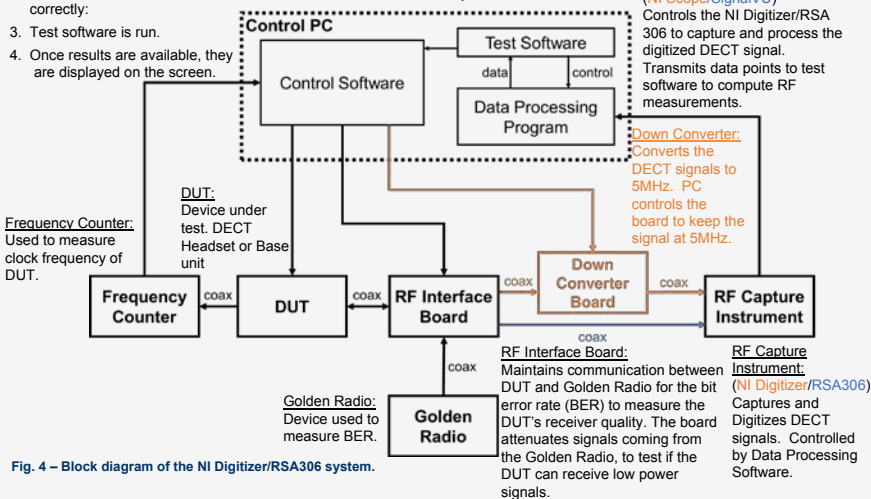 correctly:
3. Test software is run.
4. Once results are available, they
are displayed on the screen.
Control PC
Control Software
Test Software
data
control
Data Processing
Program
Controls the NI Digitizer/RSA
306 to capture and process the
digitized DECT signal.
Transmits data points to test
software to compute RF
measurements.
Down Converter:
Converts the
DECT signals to
5MHz. PC
controls the
board to keep the
signal at 5MHz.
DUT:
Device under
test. DECT
Headset or Base
unit
Frequency Counter:
Used to measure
clock frequency of
DUT.
Frequency
Counter
coax
DUT
coax
RF Interface
Board
coax
Down
Converter
Board
coax
RF Capture
Instrument
coax
coax
Golden Radio:
Device used to
measure BER.
Golden
Radio
RF Interface Board:
Maintains communication between
DUT and Golden Radio for the bit
error rate (BER) to measure the
DUT's receiver quality. The board
attenuates signals coming from
the Golden Radio, to test if the
DUT can receive low power
signals.
RF Capture
Instrument:
(NI Digitizer/RSA306)
Captures and
Digitizes DECT
signals. Controlled
by Data Processing
Software.
Fig. 4 – Block diagram of the NI Digitizer/RSA306 system.